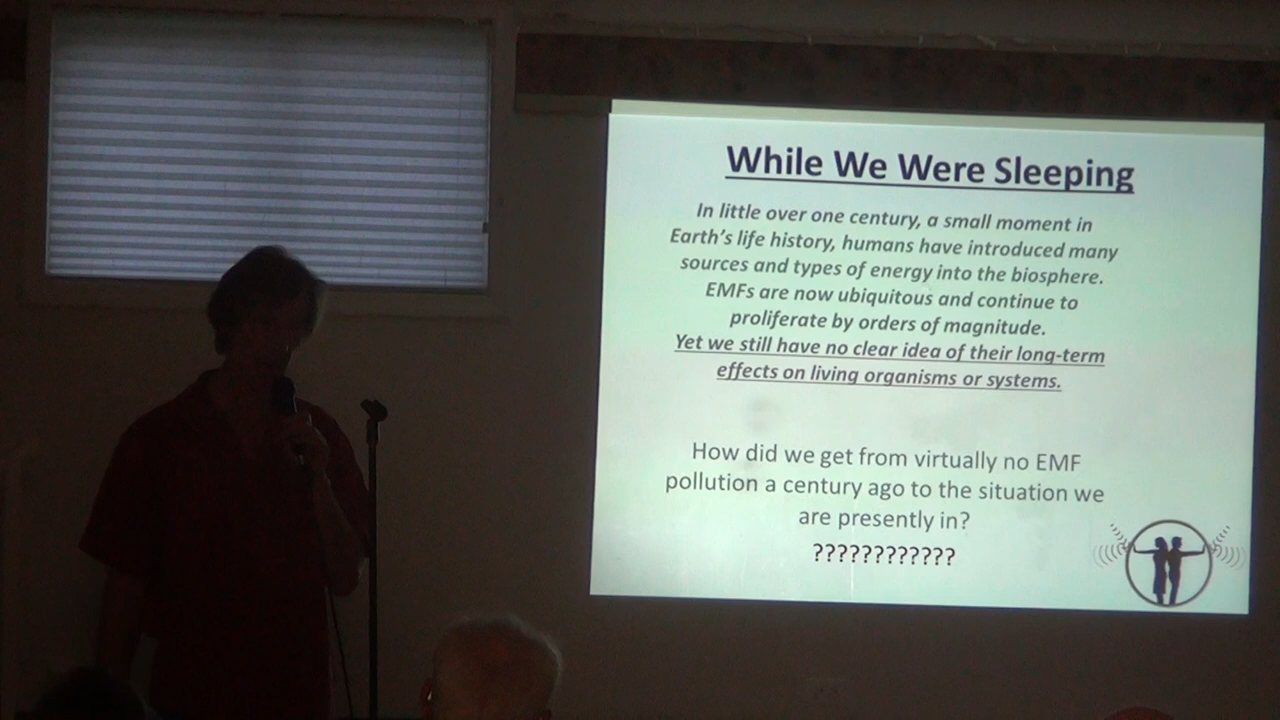 While We Were Sleeping
In little over one century, a small moment in
Earth's life history, humans have introduced many
sources and types of energy into the biosphere.
EMFs are now ubiquitous and continue to
proliferate by orders of magnitude.
Yet we still have no clear idea of their long-term
effects on living organisms or systems.
How did we get from virtually no EMF
pollution a century ago to the situation we
are presently in?
????????????